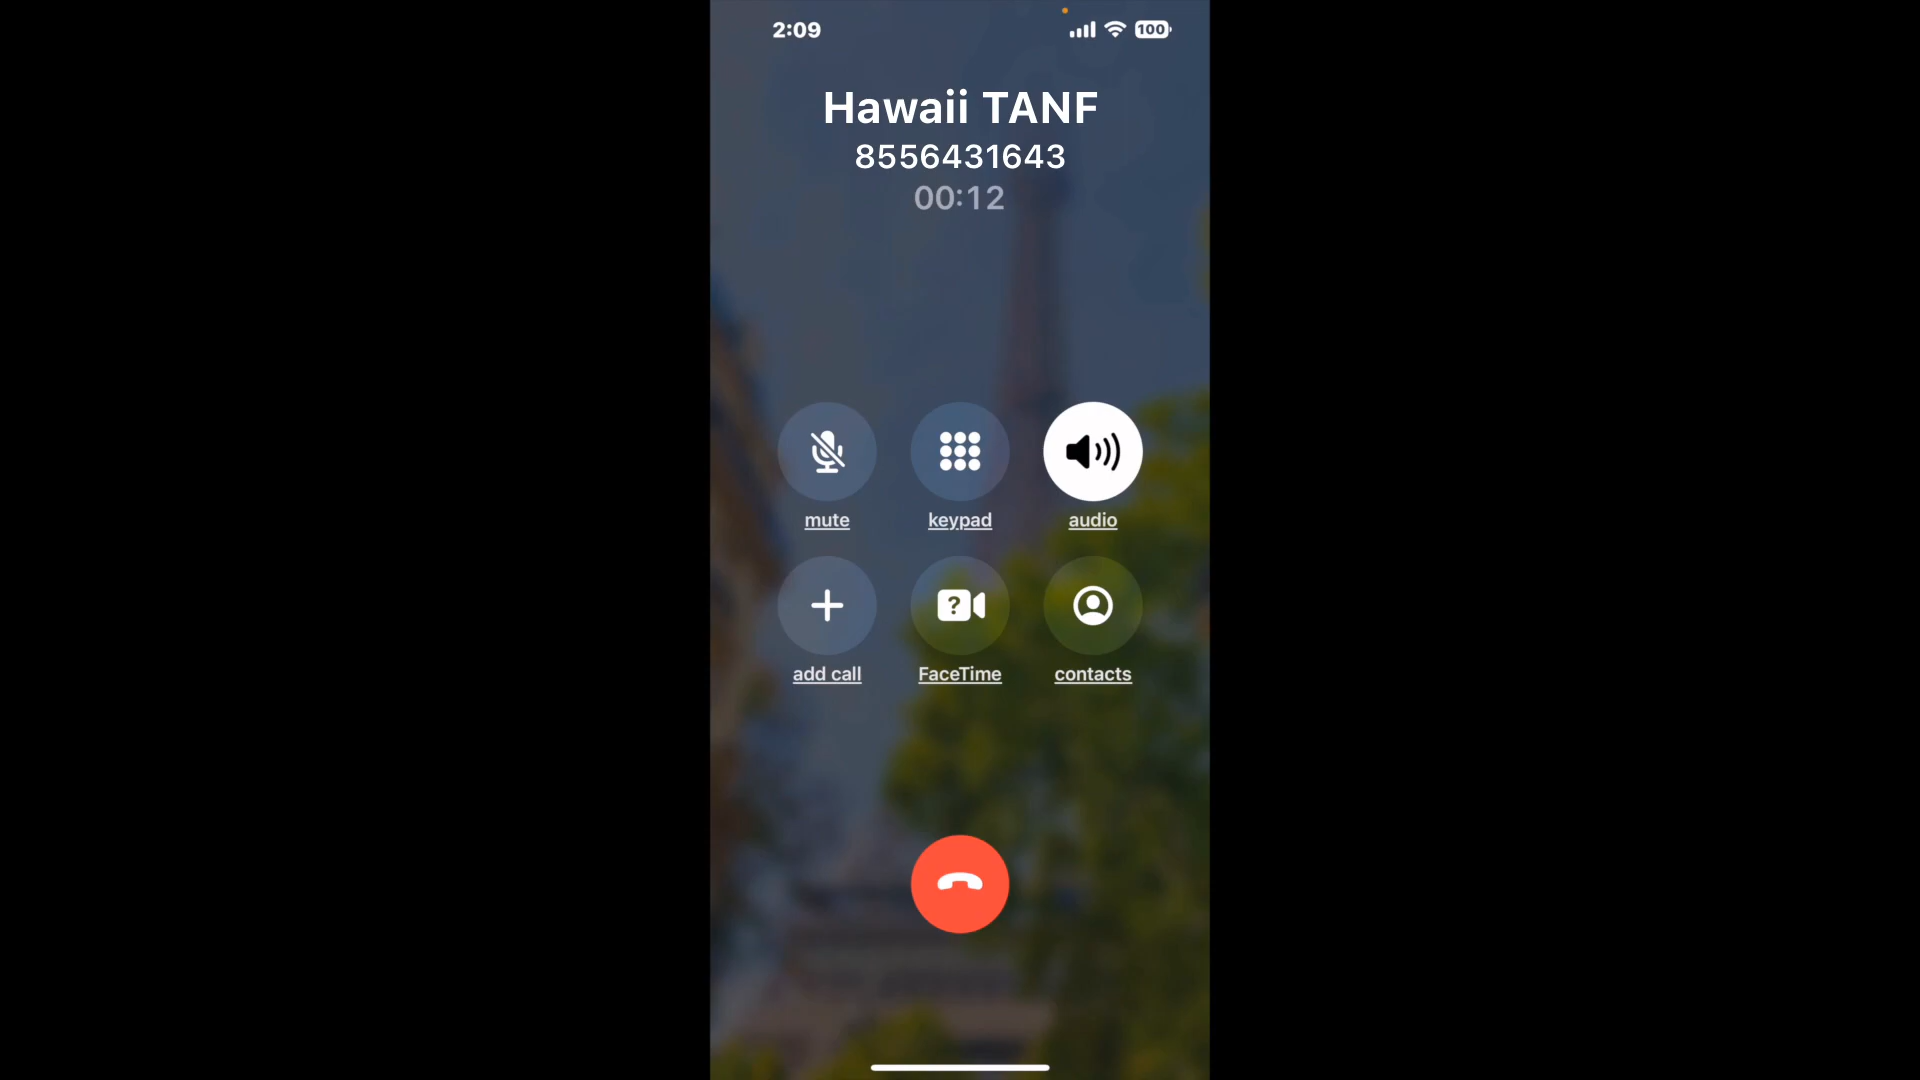 2:09
100
Hawaii TANF
8556431643
00:12
mute
keypad
audio
?
add call
FaceTime
contacts